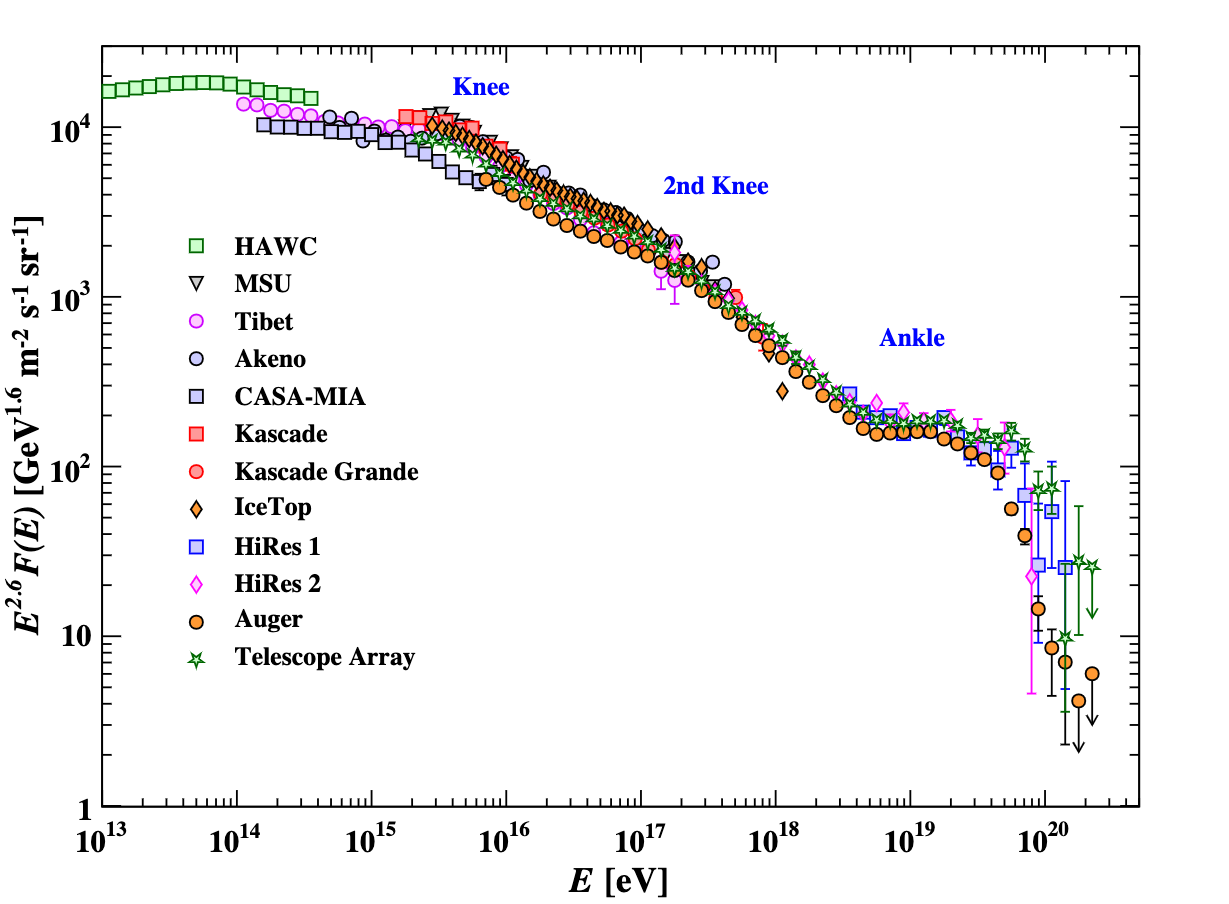 Knee
2nd Knee
Ankle
HAWC
MSU
Tibet
Akeno
CASA-MIA
Kascade
Kascade Grande
IceTop
HiRes 1
HiRes 2
Auger
Telescope Array
E^2.6 F(E) [GeV^1.6 m^-2 s^-1 sr^-1]
10^4
10^3
10^2
10
1
10^13 10^14 10^15 10^16 10^17 10^18 10^19 10^20
E [eV]